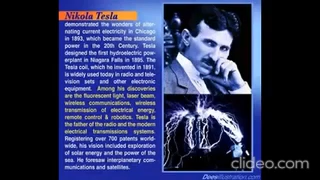 Nikola Tesla
demonstrated the wonders of alter-
nating current electricity in Chicago
in 1893, which became the standard
power in the 20th Century. Tesla
designed the first hydroelectric pow-
erplant in Niagara Falls in 1895. The
Tesla coil, which he invented in 1891,
is widely used today in radio and tele-
vision sets and other electronic
equipment. Among his discoveries
are the fluorescent light, laser beam,
wireless communications, wireless
transmission of electrical energy,
remote control & robotics. Tesla is
the father of the radio and the modern
electrical transmissions systems.
Registering over 700 patents world-
wide, his vision included exploration
of solar energy and the power of the
sea. He foresaw interplanetary com-
munications and satellites.
Deesillustration.com
clideo.com